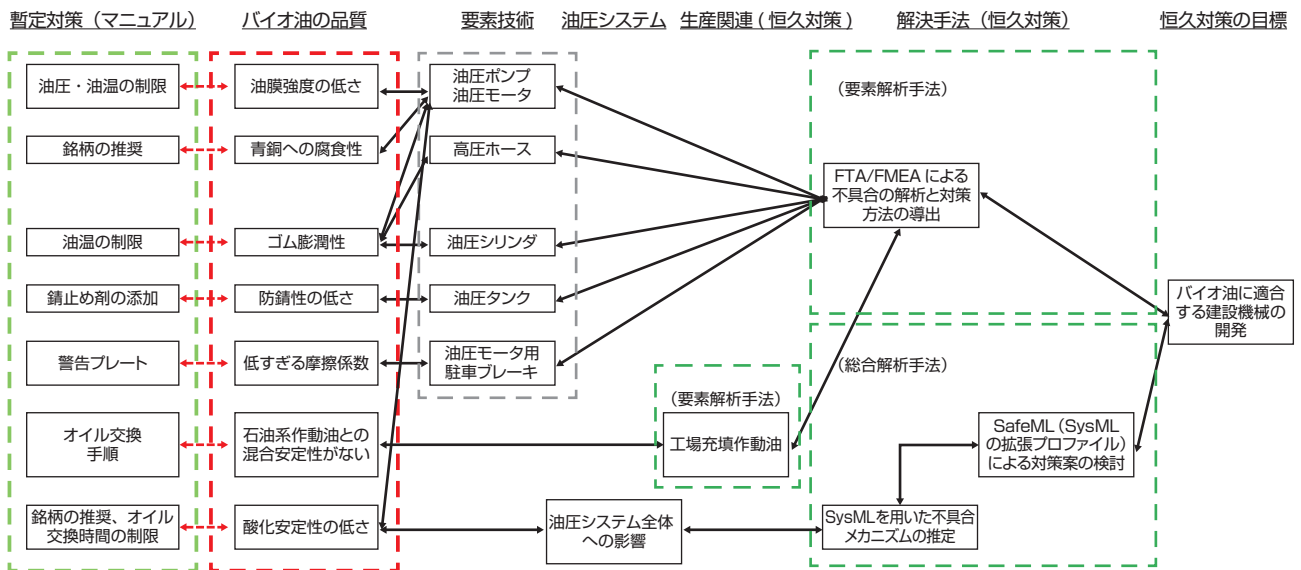 暫定対策（マニュアル）
バイオ油の品質
要素技術
油圧システム
生産関連（恒久対策）
解決手法（恒久対策）
恒久対策の目標
油圧・油温の制限
油膜強度の低さ
油圧ポンプ
油圧モータ
（要素解析手法）
銘柄の推奨
青銅への腐食性
高圧ホース
FTA/FMEA による
不具合の解析と対策
方法の導出
油温の制限
ゴム膨潤性
油圧シリンダ
錆止め剤の添加
防錆性の低さ
油圧タンク
バイオ油に適合
する建設機械の
開発
警告プレート
低すぎる摩擦係数
油圧モータ用
駐車ブレーキ
（総合解析手法）
（要素解析手法）
オイル交換
手順
石油系作動油との
混合安定性がない
工場充填作動油
SafeML（SysML
の拡張プロファイル）
による対策案の検討
銘柄の推奨、オイル
交換時間の制限
酸化安定性の低さ
油圧システム全体
への影響
SysMLを用いた不具合
メカニズムの推定